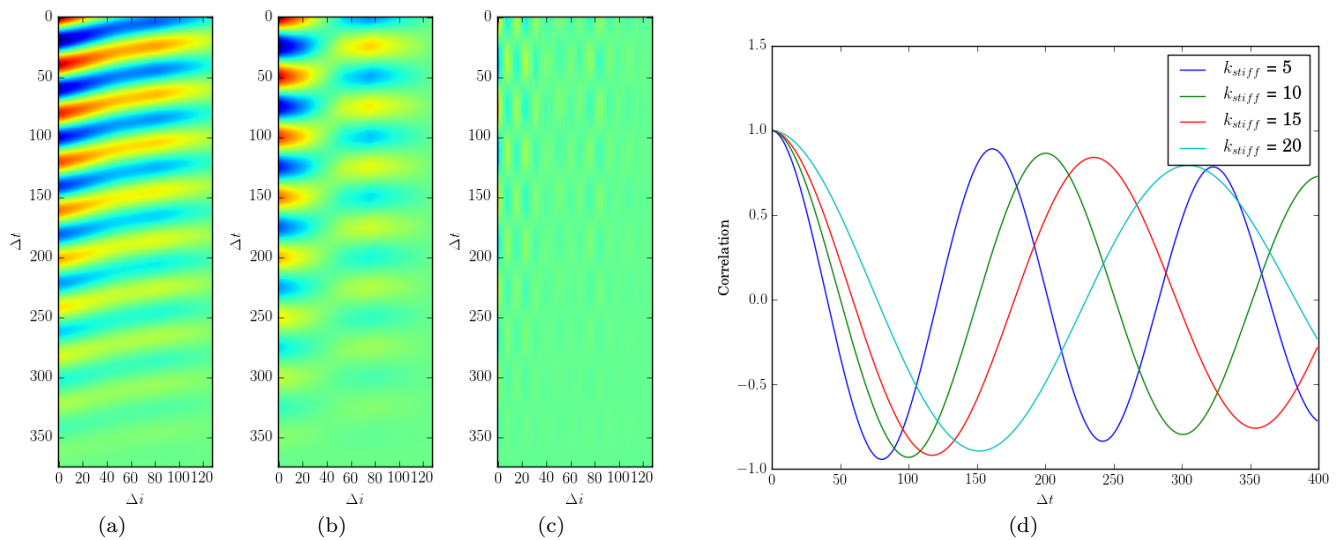 0
50
100
150
200
250
300
350
Δt
0 20 40 60 80 100 120
Δi
(a)
0
50
100
150
200
250
300
350
Δt
0 20 40 60 80 100 120
Δi
(b)
0
50
100
150
200
250
300
350
Δt
0 20 40 60 80 100 120
Δi
(c)
1.5
1.0
0.5
0.0
−0.5
−1.0
Correlation
k_stiff = 5
k_stiff = 10
k_stiff = 15
k_stiff = 20
0 50 100 150 200 250 300 350 400
Δt
(d)